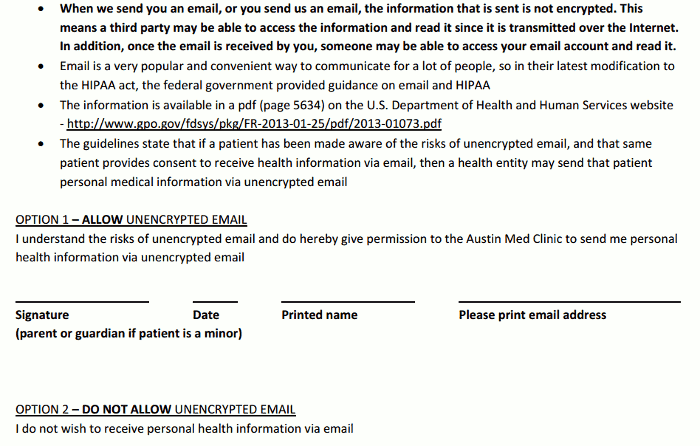 • When we send you an email, or you send us an email, the information that is sent is not encrypted. This
means a third party may be able to access the information and read it since it is transmitted over the Internet.
In addition, once the email is received by you, someone may be able to access your email account and read it.
• Email is a very popular and convenient way to communicate for a lot of people, so in their latest modification to
the HIPAA act, the federal government provided guidance on email and HIPAA
• The information is available in a pdf (page 5634) on the U.S. Department of Health and Human Services website
- http://www.gpo.gov/fdsys/pkg/FR-2013-01-25/pdf/2013-01073.pdf
• The guidelines state that if a patient has been made aware of the risks of unencrypted email, and that same
patient provides consent to receive health information via email, then a health entity may send that patient
personal medical information via unencrypted email
OPTION 1 – ALLOW UNENCRYPTED EMAIL
I understand the risks of unencrypted email and do hereby give permission to the Austin Med Clinic to send me personal
health information via unencrypted email
Signature Date Printed name Please print email address
(parent or guardian if patient is a minor)
OPTION 2 – DO NOT ALLOW UNENCRYPTED EMAIL
I do not wish to receive personal health information via email